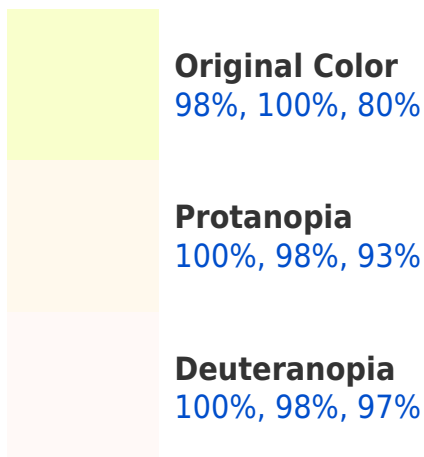 Original Color
98%, 100%, 80%
Protanopia
100%, 98%, 93%
Deuteranopia
100%, 98%, 97%